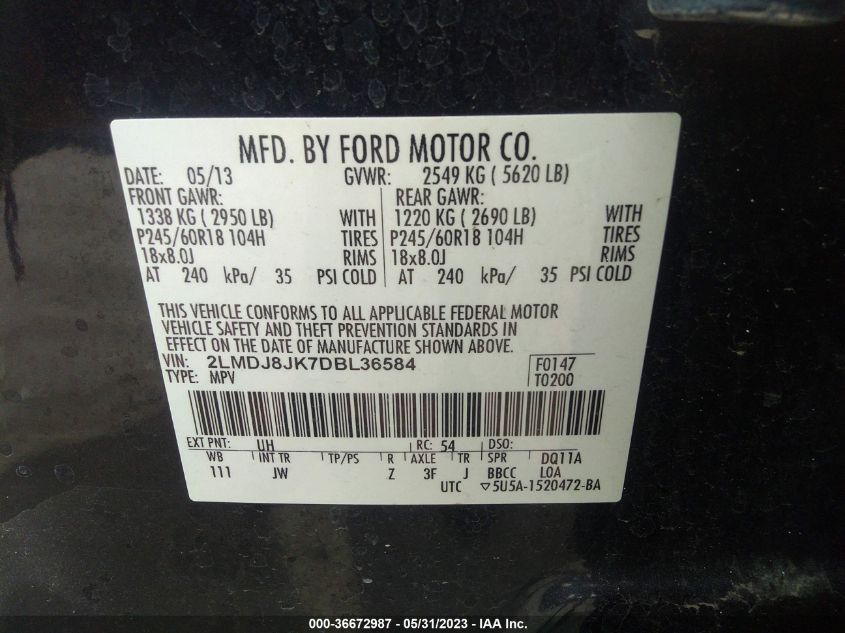 MFD. BY FORD MOTOR CO.
DATE: 05/13 GVWR: 2549 KG ( 5620 LB)
FRONT GAWR: REAR GAWR:
1338 KG ( 2950 LB) WITH 1220 KG ( 2690 LB) WITH
P245/60R18 104H TIRES P245/60R18 104H TIRES
18x8.0J RIMS 18x8.0J RIMS
AT 240 kPa/ 35 PSI COLD AT 240 kPa/ 35 PSI COLD
THIS VEHICLE CONFORMS TO ALL APPLICABLE FEDERAL MOTOR
VEHICLE SAFETY AND THEFT PREVENTION STANDARDS IN
EFFECT ON THE DATE OF MANUFACTURE SHOWN ABOVE.
VIN: 2LMDJ8JK7DBL36584 F0147
TYPE: MPV T0200
EXT PNT: UH RC: 54 DSO:
WB INT TR TP/PS R AXLE TR SPR DQ11A
111 JW Z 3F J BBCC LOA
UTC ▽5U5A-1520472-BA
000-36672987 - 05/31/2023 - IAA Inc.